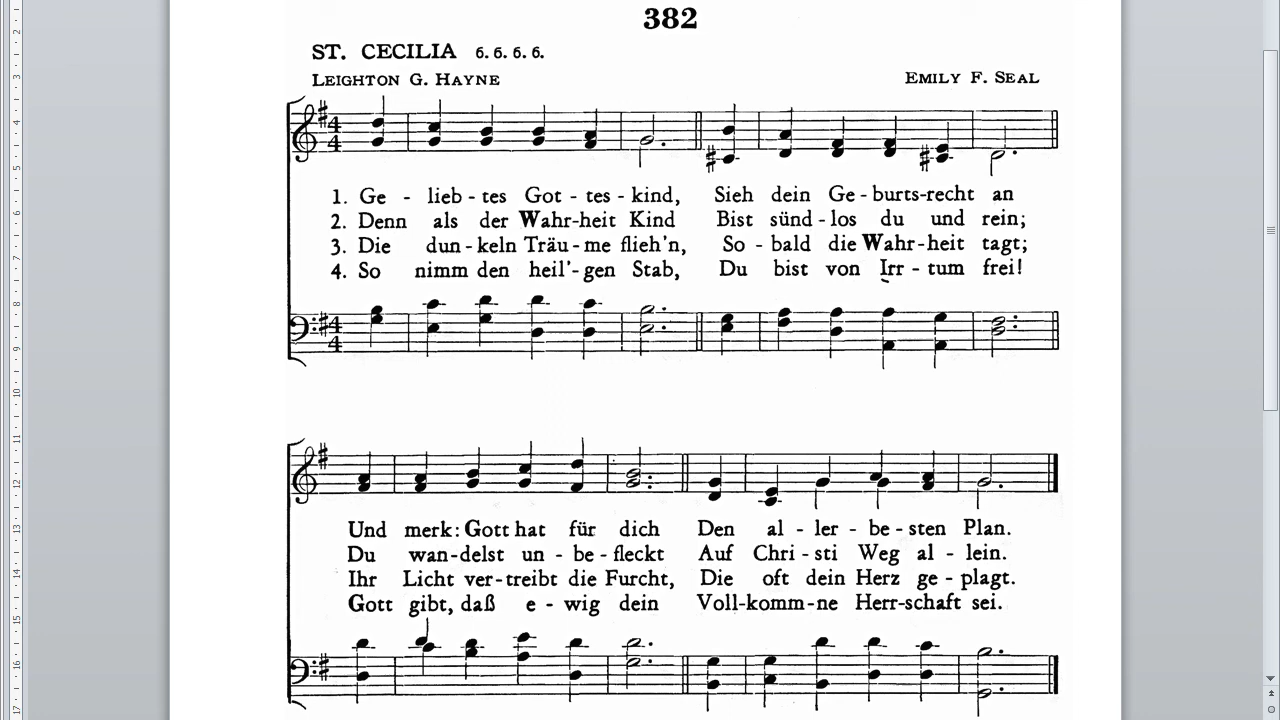 382
ST. CECILIA 6. 6. 6. 6.
LEIGHTON G. HAYNE
EMILY F. SEAL
1. Ge - lieb - tes Got - tes - kind, Sieh dein Ge - burts-recht an
2. Denn als der Wahr-heit Kind Bist sünd - los du und rein;
3. Die dun - keln Träu - me flieh'n, So - bald die Wahr - heit tagt;
4. So nimm den heil'- gen Stab, Du bist von Irr - tum frei!
Und merk: Gott hat für dich Den al - ler - be - sten Plan.
Du wan-delst un - be - fleckt Auf Chri - sti Weg al - lein.
Ihr Licht ver-treibt die Furcht, Die oft dein Herz ge - plagt.
Gott gibt, daß e - wig dein Voll-komm-ne Herr-schaft sei.